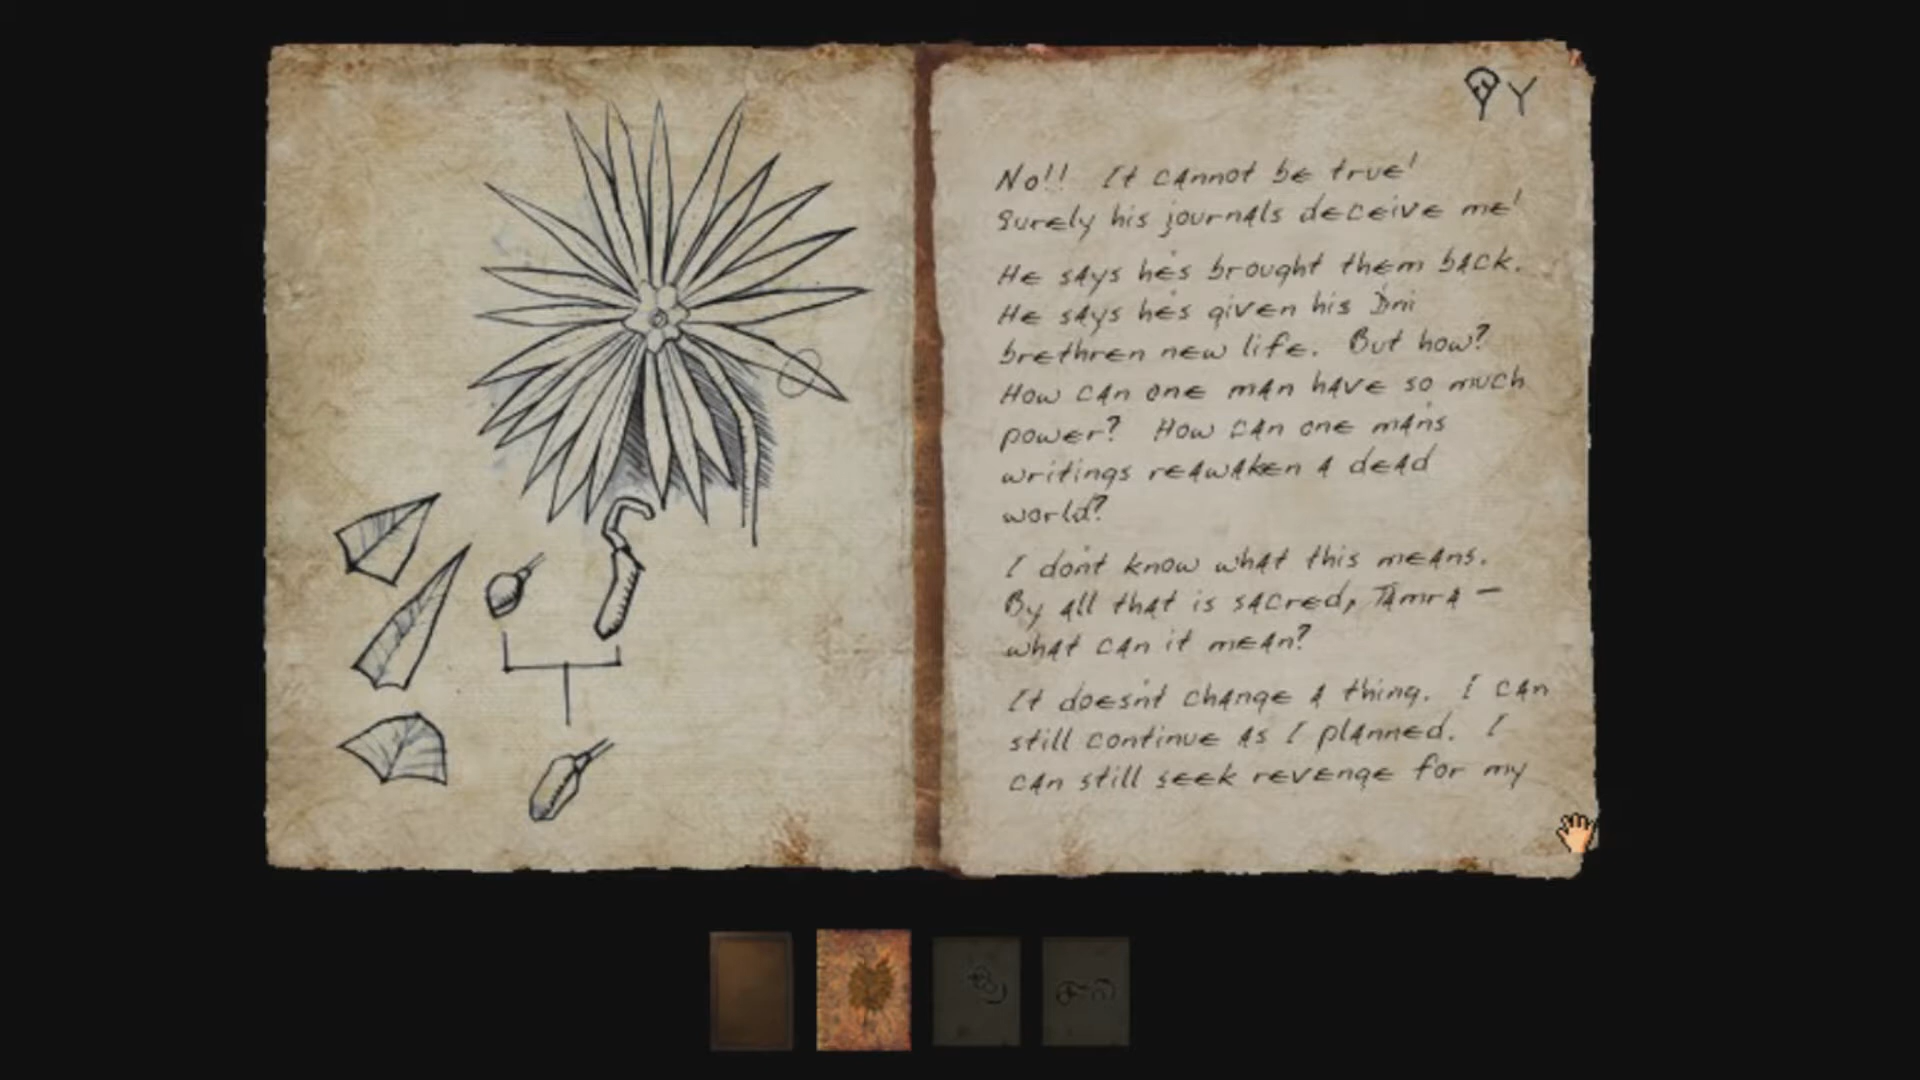 No!! It cannot be true!
Surely his journals deceive me!
He says he's brought them back.
He says he's given his D'ni
brethren new life. But how?
How can one man have so much
power? How can one man's
writings reawaken a dead
world?
I don't know what this means.
By all that is sacred, Tamra —
what can it mean?
It doesn't change a thing. I can
still continue as I planned. I
can still seek revenge for my